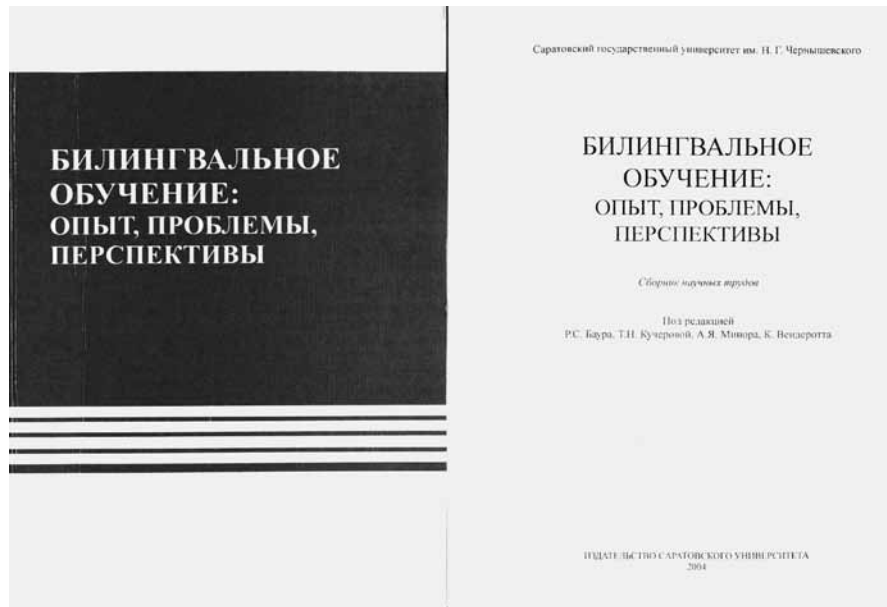 БИЛИНГВАЛЬНОЕ
ОБУЧЕНИЕ:
ОПЫТ, ПРОБЛЕМЫ,
ПЕРСПЕКТИВЫ
Саратовский государственный университет им. Н. Г. Чернышевского
БИЛИНГВАЛЬНОЕ
ОБУЧЕНИЕ:
ОПЫТ, ПРОБЛЕМЫ,
ПЕРСПЕКТИВЫ
Сборник научных трудов
Под редакцией
Р.С. Баура, Т.Н. Кучеровой, А.Я. Минора, К. Вендеротта
ИЗДАТЕЛЬСТВО САРАТОВСКОГО УНИВЕРСИТЕТА
2004